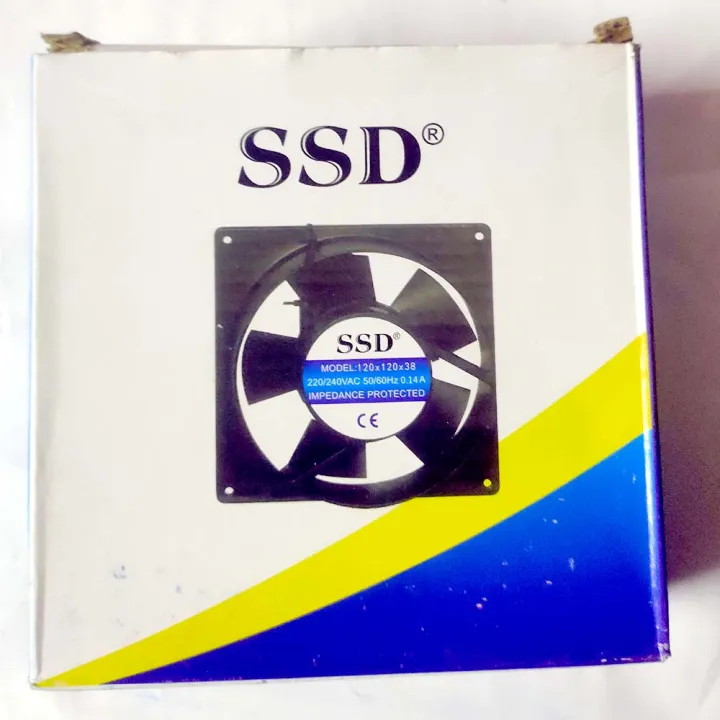 SSD®
SSD®
MODEL:120x120x38
220/240VAC 50/60Hz 0.14A
IMPEDANCE PROTECTED
CE